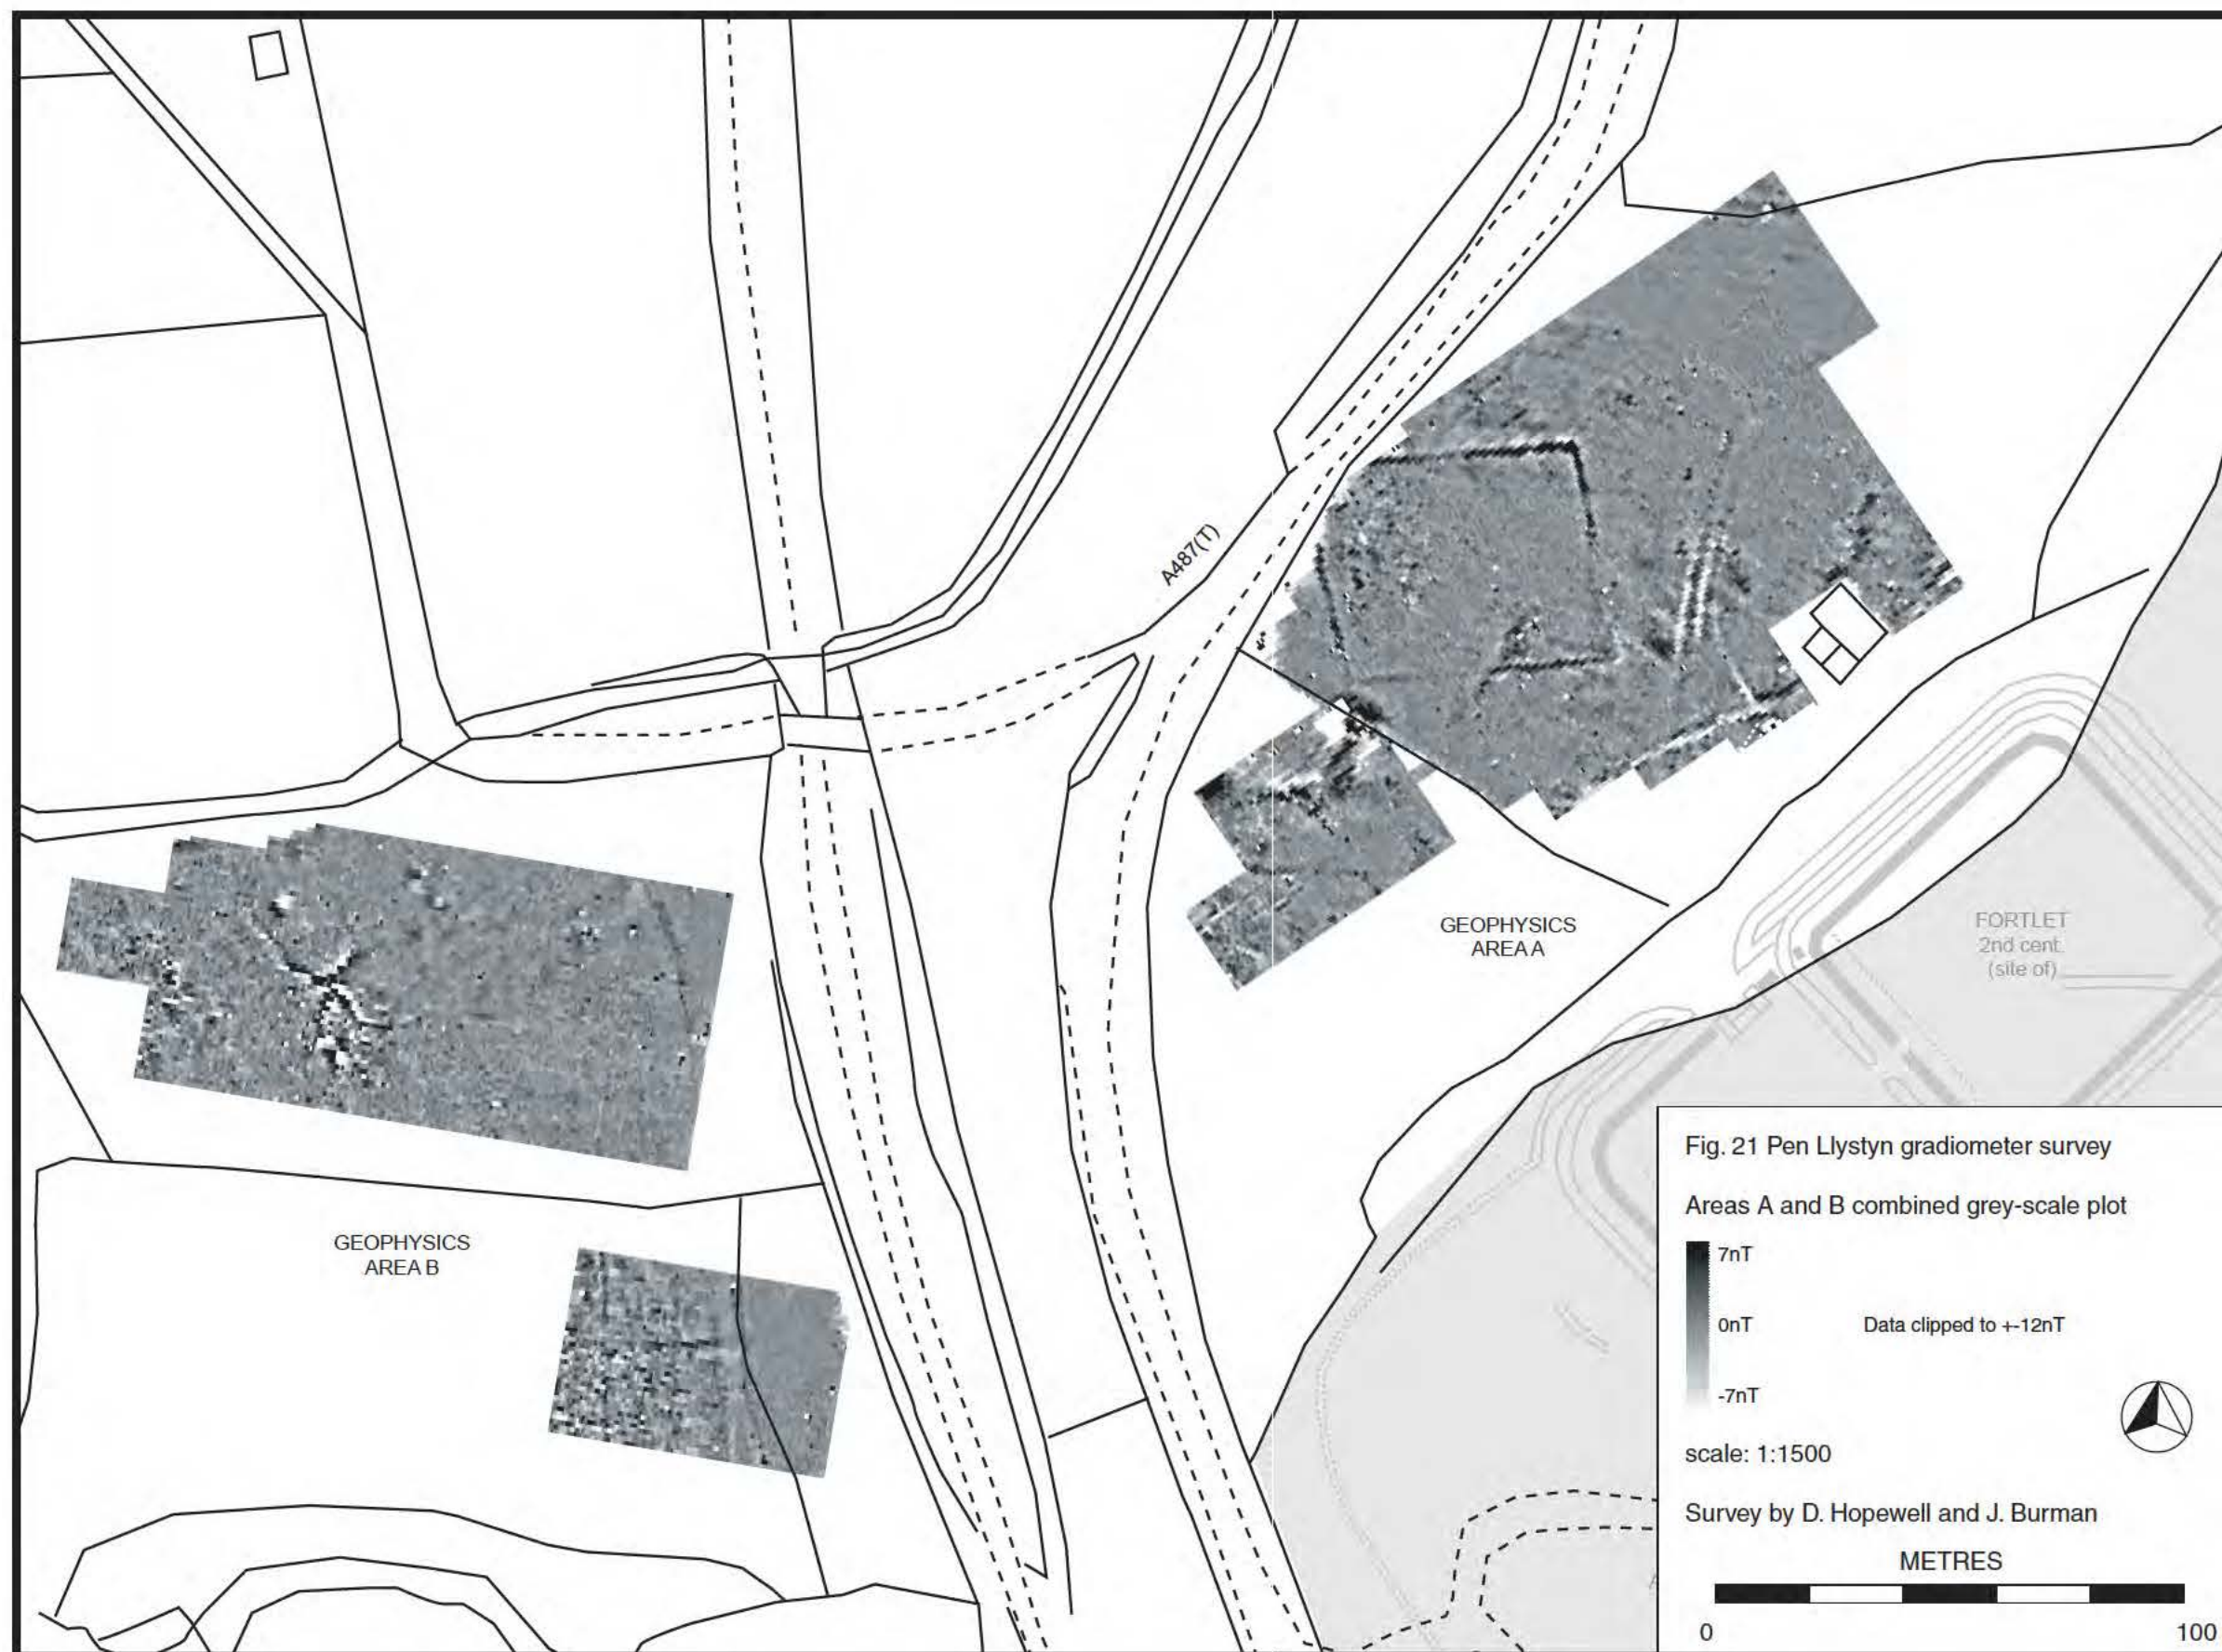 A487(T)
GEOPHYSICS
AREA A
FORTLET
2nd cent.
(site of)
GEOPHYSICS
AREA B
Fig. 21 Pen Llystyn gradiometer survey
Areas A and B combined grey-scale plot
7nT
0nT
Data clipped to +-12nT
-7nT
scale: 1:1500
Survey by D. Hopewell and J. Burman
METRES
0 100